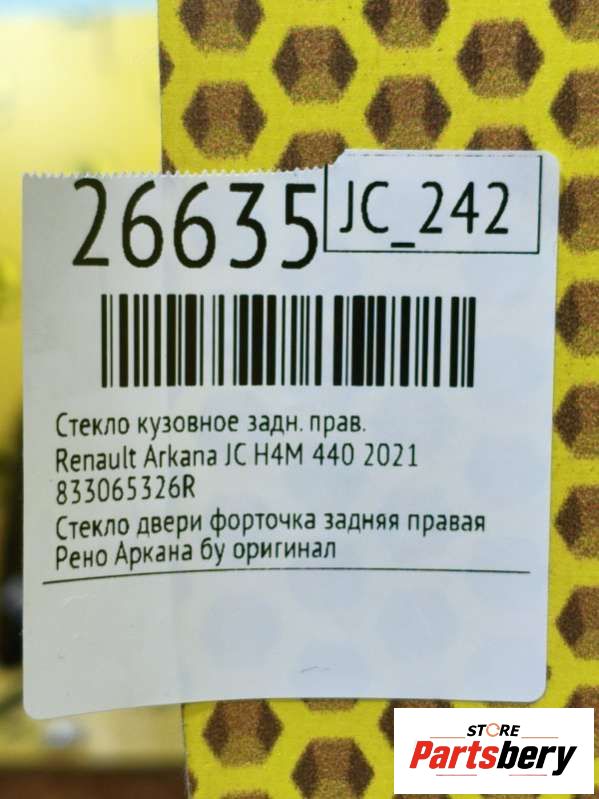 26635 JC_242
Стекло кузовное задн. прав.
Renault Arkana JC H4M 440 2021
833065326R
Стекло двери форточка задняя правая
Рено Аркана бу оригинал
STORE
Partsbery